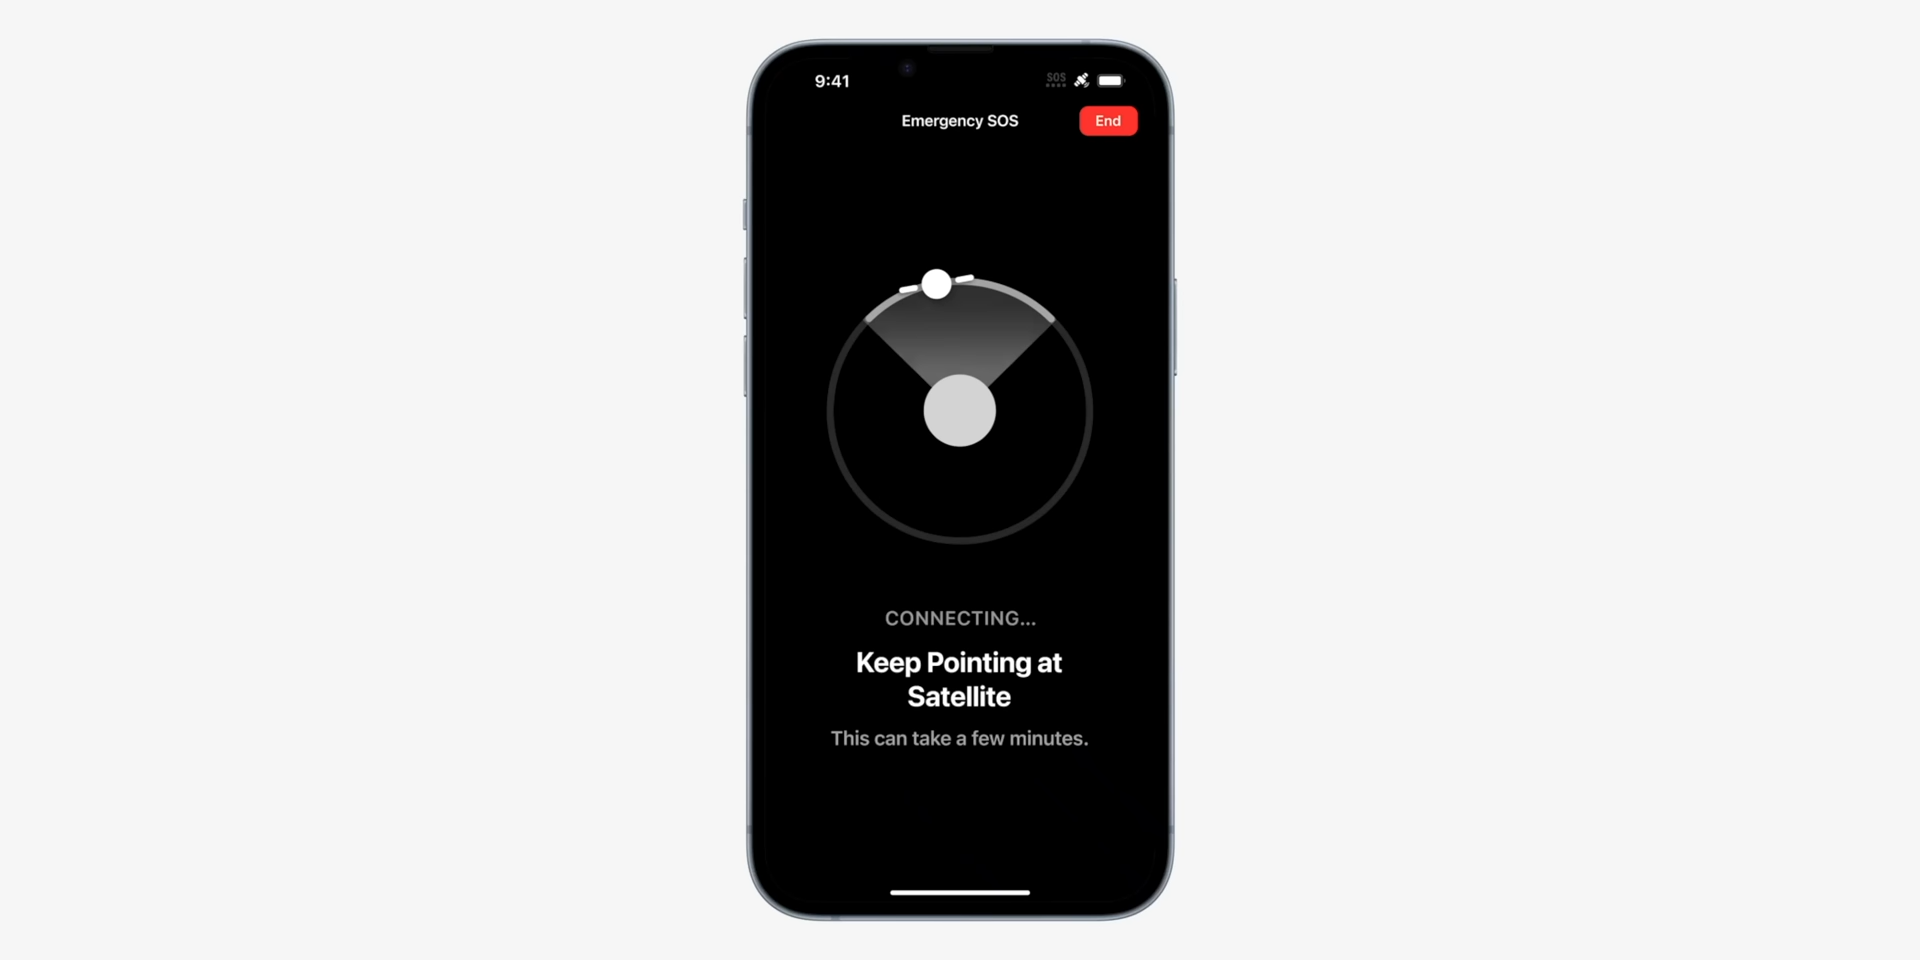 9:41
SOS
Emergency SOS
End
CONNECTING...
Keep Pointing at
Satellite
This can take a few minutes.